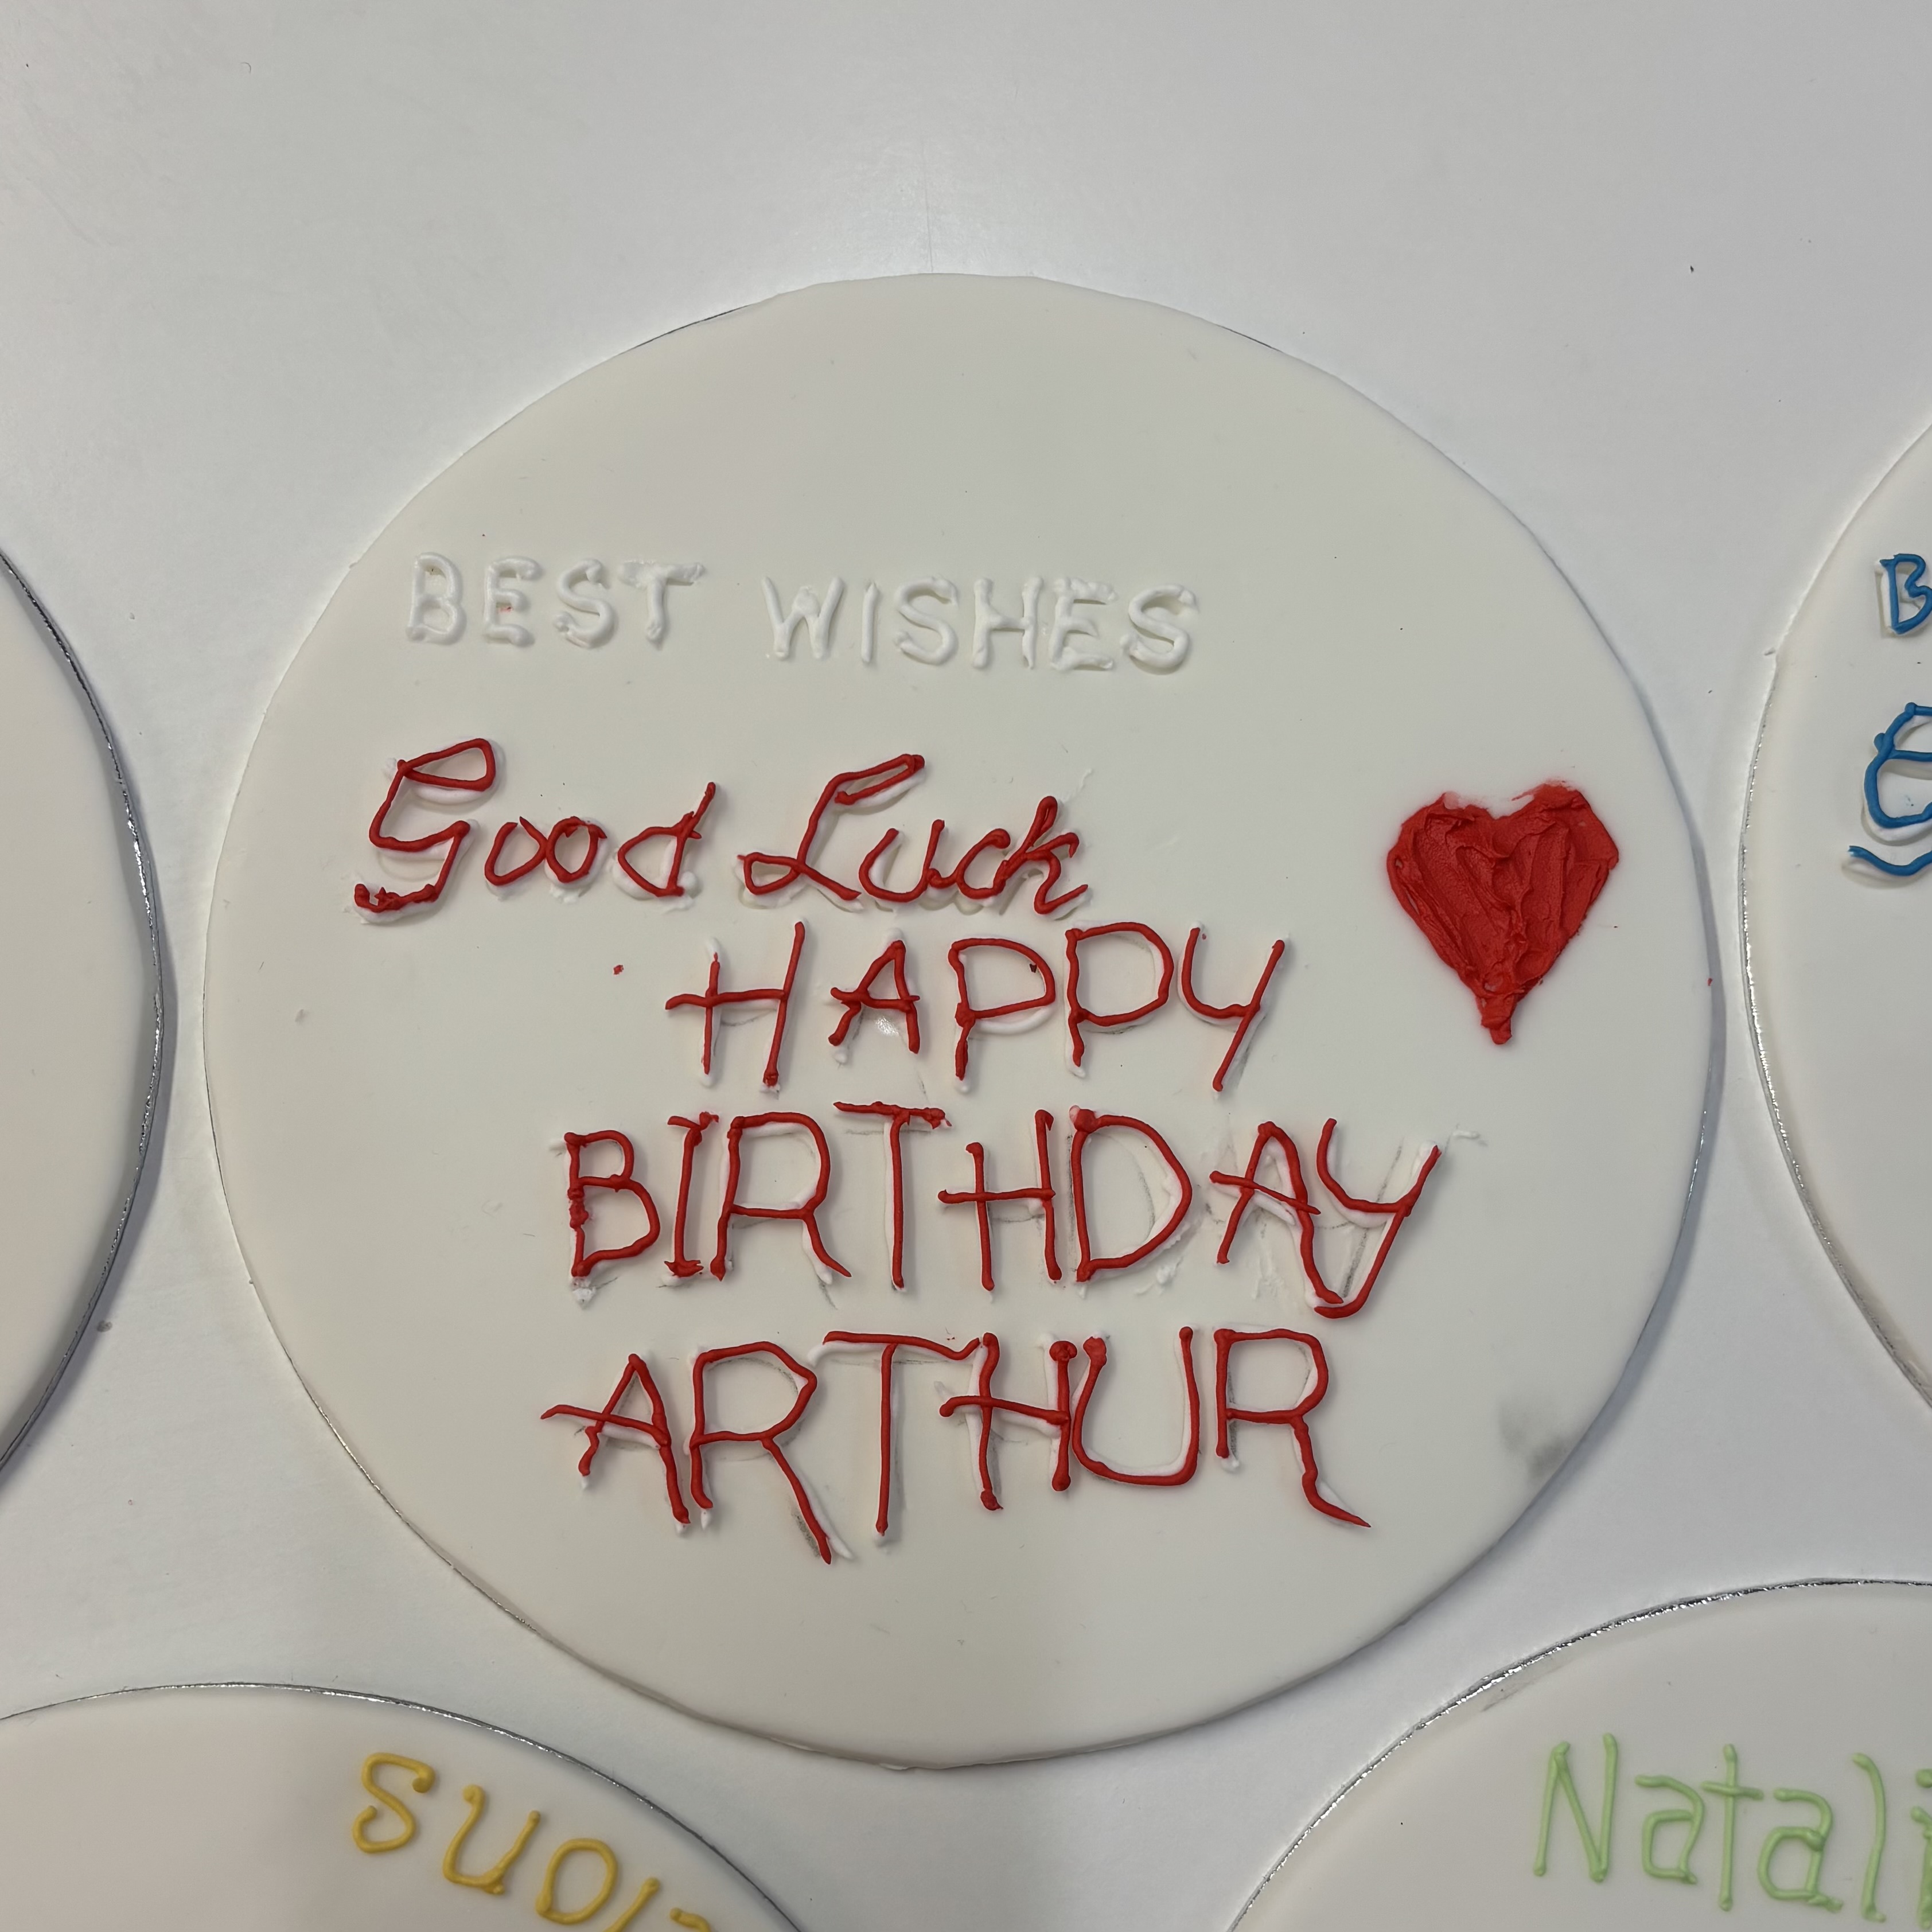 BEST WISHES
Good Luck
HAPPY
BIRTHDAY
ARTHUR